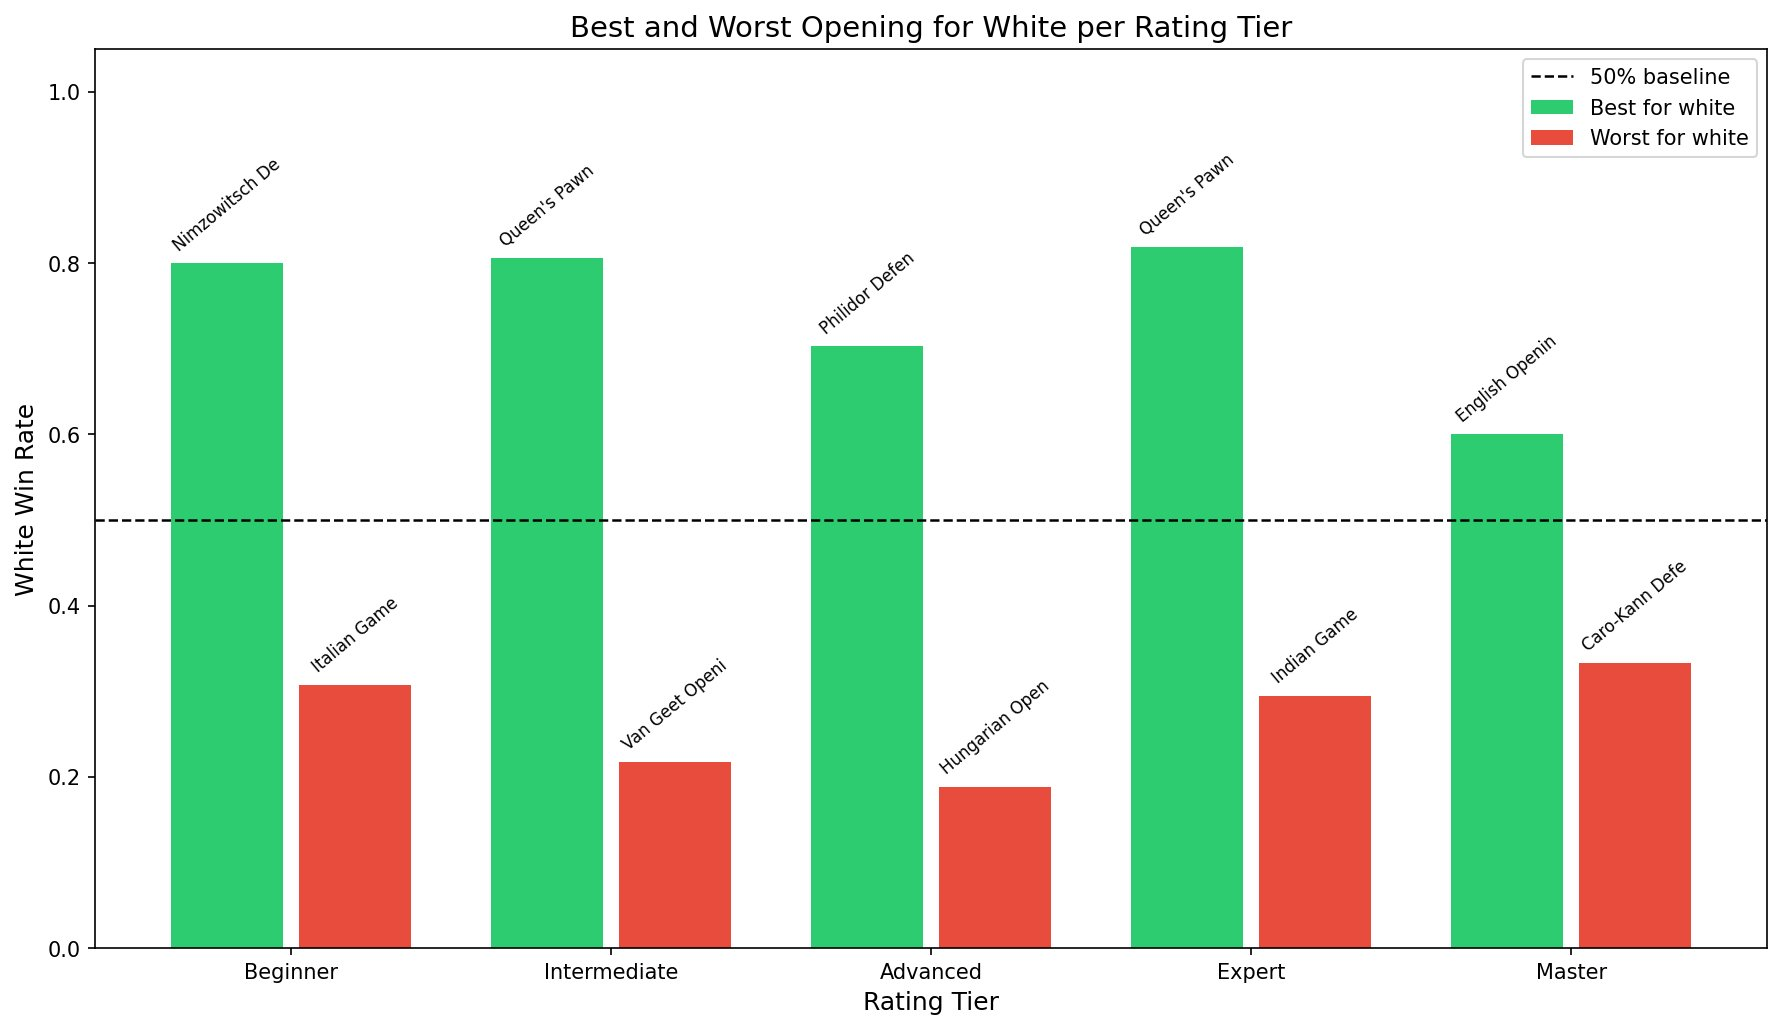 Best and Worst Opening for White per Rating Tier
50% baseline
Best for white
Worst for white
White Win Rate
1.0
0.8
0.6
0.4
0.2
0.0
Nimzowitsch De
Italian Game
Queen's Pawn
Van Geet Openi
Philidor Defen
Hungarian Open
Queen's Pawn
Indian Game
English Openin
Caro-Kann Defe
Beginner
Intermediate
Advanced
Expert
Master
Rating Tier